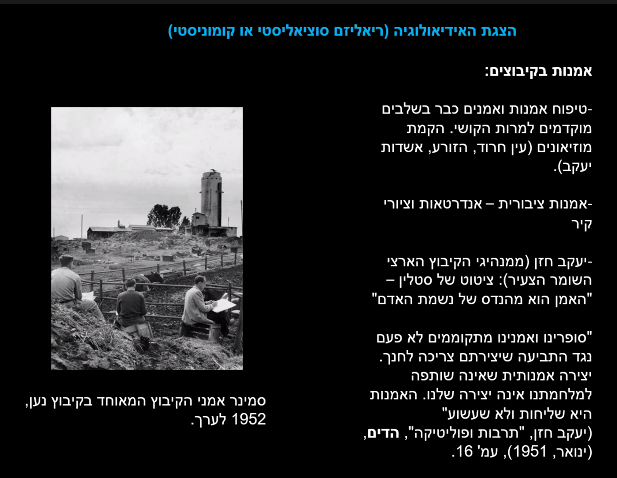 הצגת האידיאולוגיה (ריאליזם סוציאליסטי או קומוניסטי)
אמנות בקיבוצים:
-טיפוח אמנות ואמנים כבר בשלבים
מוקדמים למרות הקושי. הקמת
מוזיאונים (עין חרוד, הזורע, אשדות
יעקב).
-אמנות ציבורית – אנדרטאות וציורי
קיר
-יעקב חזן (ממנהיגי הקיבוץ הארצי
השומר הצעיר): ציטוט של סטלין –
"האמן הוא מהנדס של נשמת האדם"
"סופרינו ואמנינו מתקוממים לא פעם
נגד התביעה שיצירתם צריכה לחנך.
יצירה אמנותית שאינה שותפה
למלחמתנו אינה יצירה שלנו. האמנות
היא שליחות ולא שעשוע"
(יעקב חזן, "תרבות ופוליטיקה", הדים,
(ינואר, 1951), עמ' 16.
סמינר אמני הקיבוץ המאוחד בקיבוץ נען,
1952 לערך.